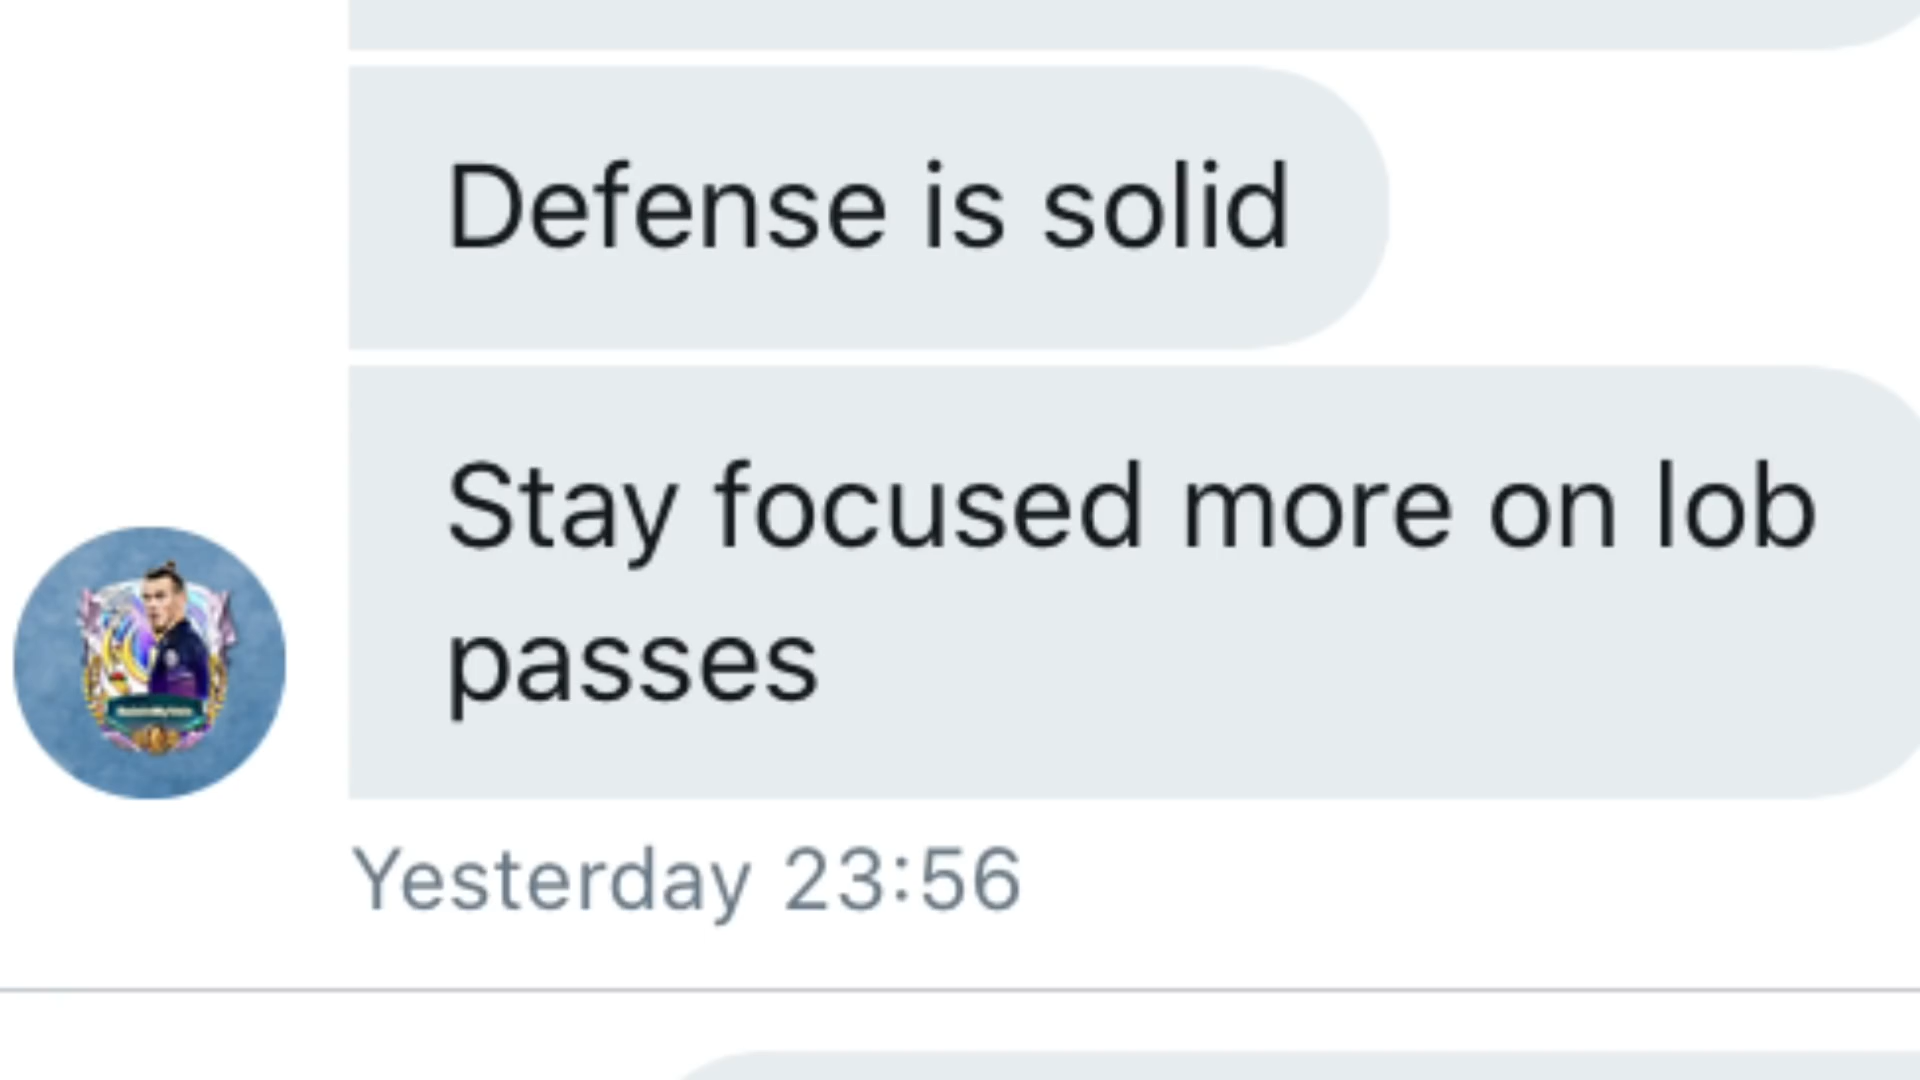 Defense is solid
Stay focused more on lob
passes
Yesterday 23:56